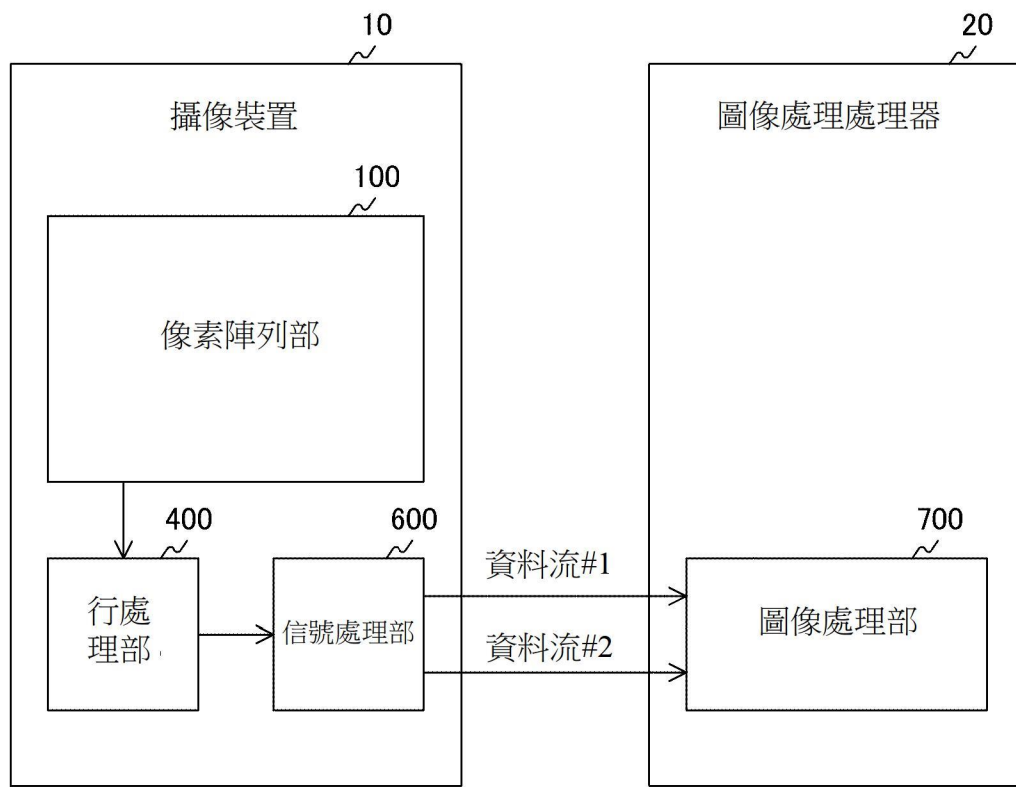 10
20
攝像裝置
圖像處理處理器
100
像素陣列部
400
600
700
行處
理部
信號處理部
資料流#1
資料流#2
圖像處理部